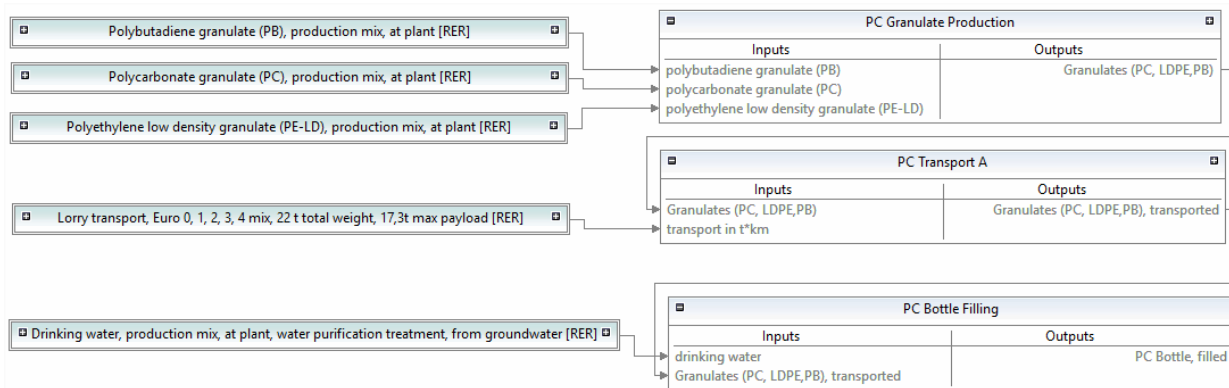 Polybutadiene granulate (PB), production mix, at plant [RER]
Polycarbonate granulate (PC), production mix, at plant [RER]
Polyethylene low density granulate (PE-LD), production mix, at plant [RER]
PC Granulate Production
Inputs Outputs
polybutadiene granulate (PB) Granulates (PC, LDPE,PB)
polycarbonate granulate (PC)
polyethylene low density granulate (PE-LD)
Lorry transport, Euro 0, 1, 2, 3, 4 mix, 22 t total weight, 17,3t max payload [RER]
PC Transport A
Inputs Outputs
Granulates (PC, LDPE,PB) Granulates (PC, LDPE,PB), transported
transport in t*km
Drinking water, production mix, at plant, water purification treatment, from groundwater [RER]
PC Bottle Filling
Inputs Outputs
drinking water PC Bottle, filled
Granulates (PC, LDPE,PB), transported